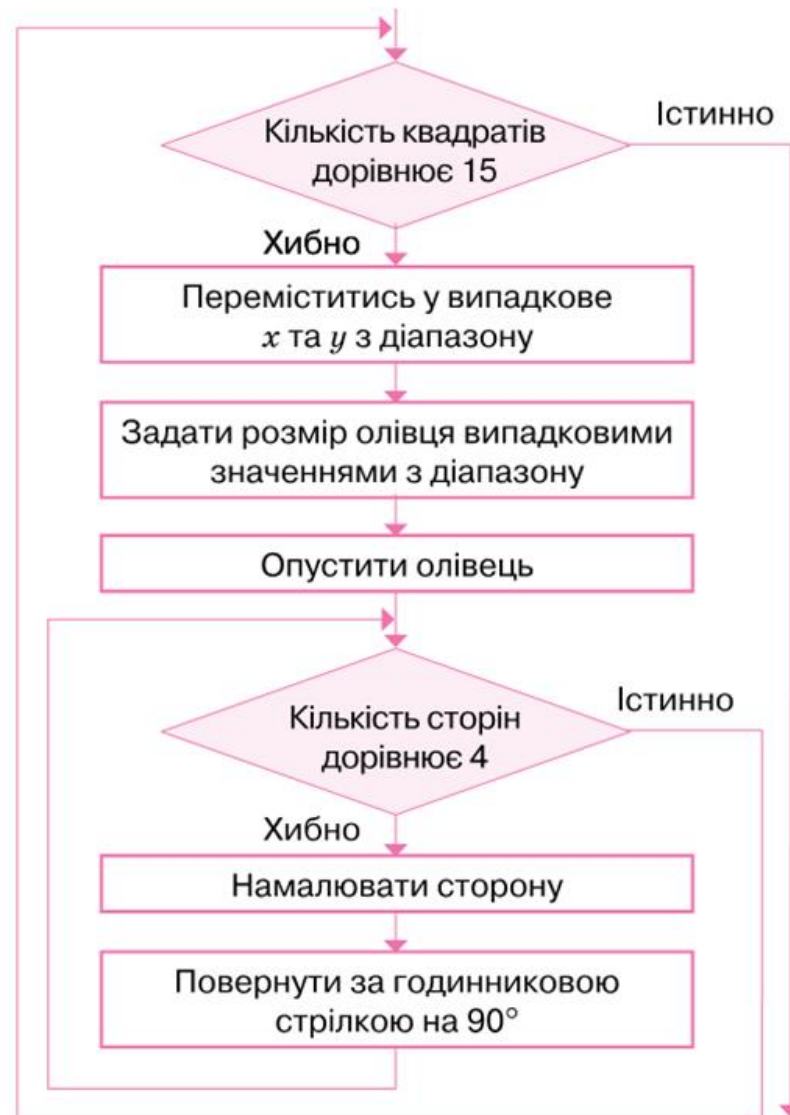 Кількість квадратів
дорівнює 15
Істинно
Хибно
Переміститись у випадкове
x та y з діапазону
Задати розмір олівця випадковими
значеннями з діапазону
Опустити олівець
Кількість сторін
дорівнює 4
Істинно
Хибно
Намалювати сторону
Повернути за годинниковою
стрілкою на 90°